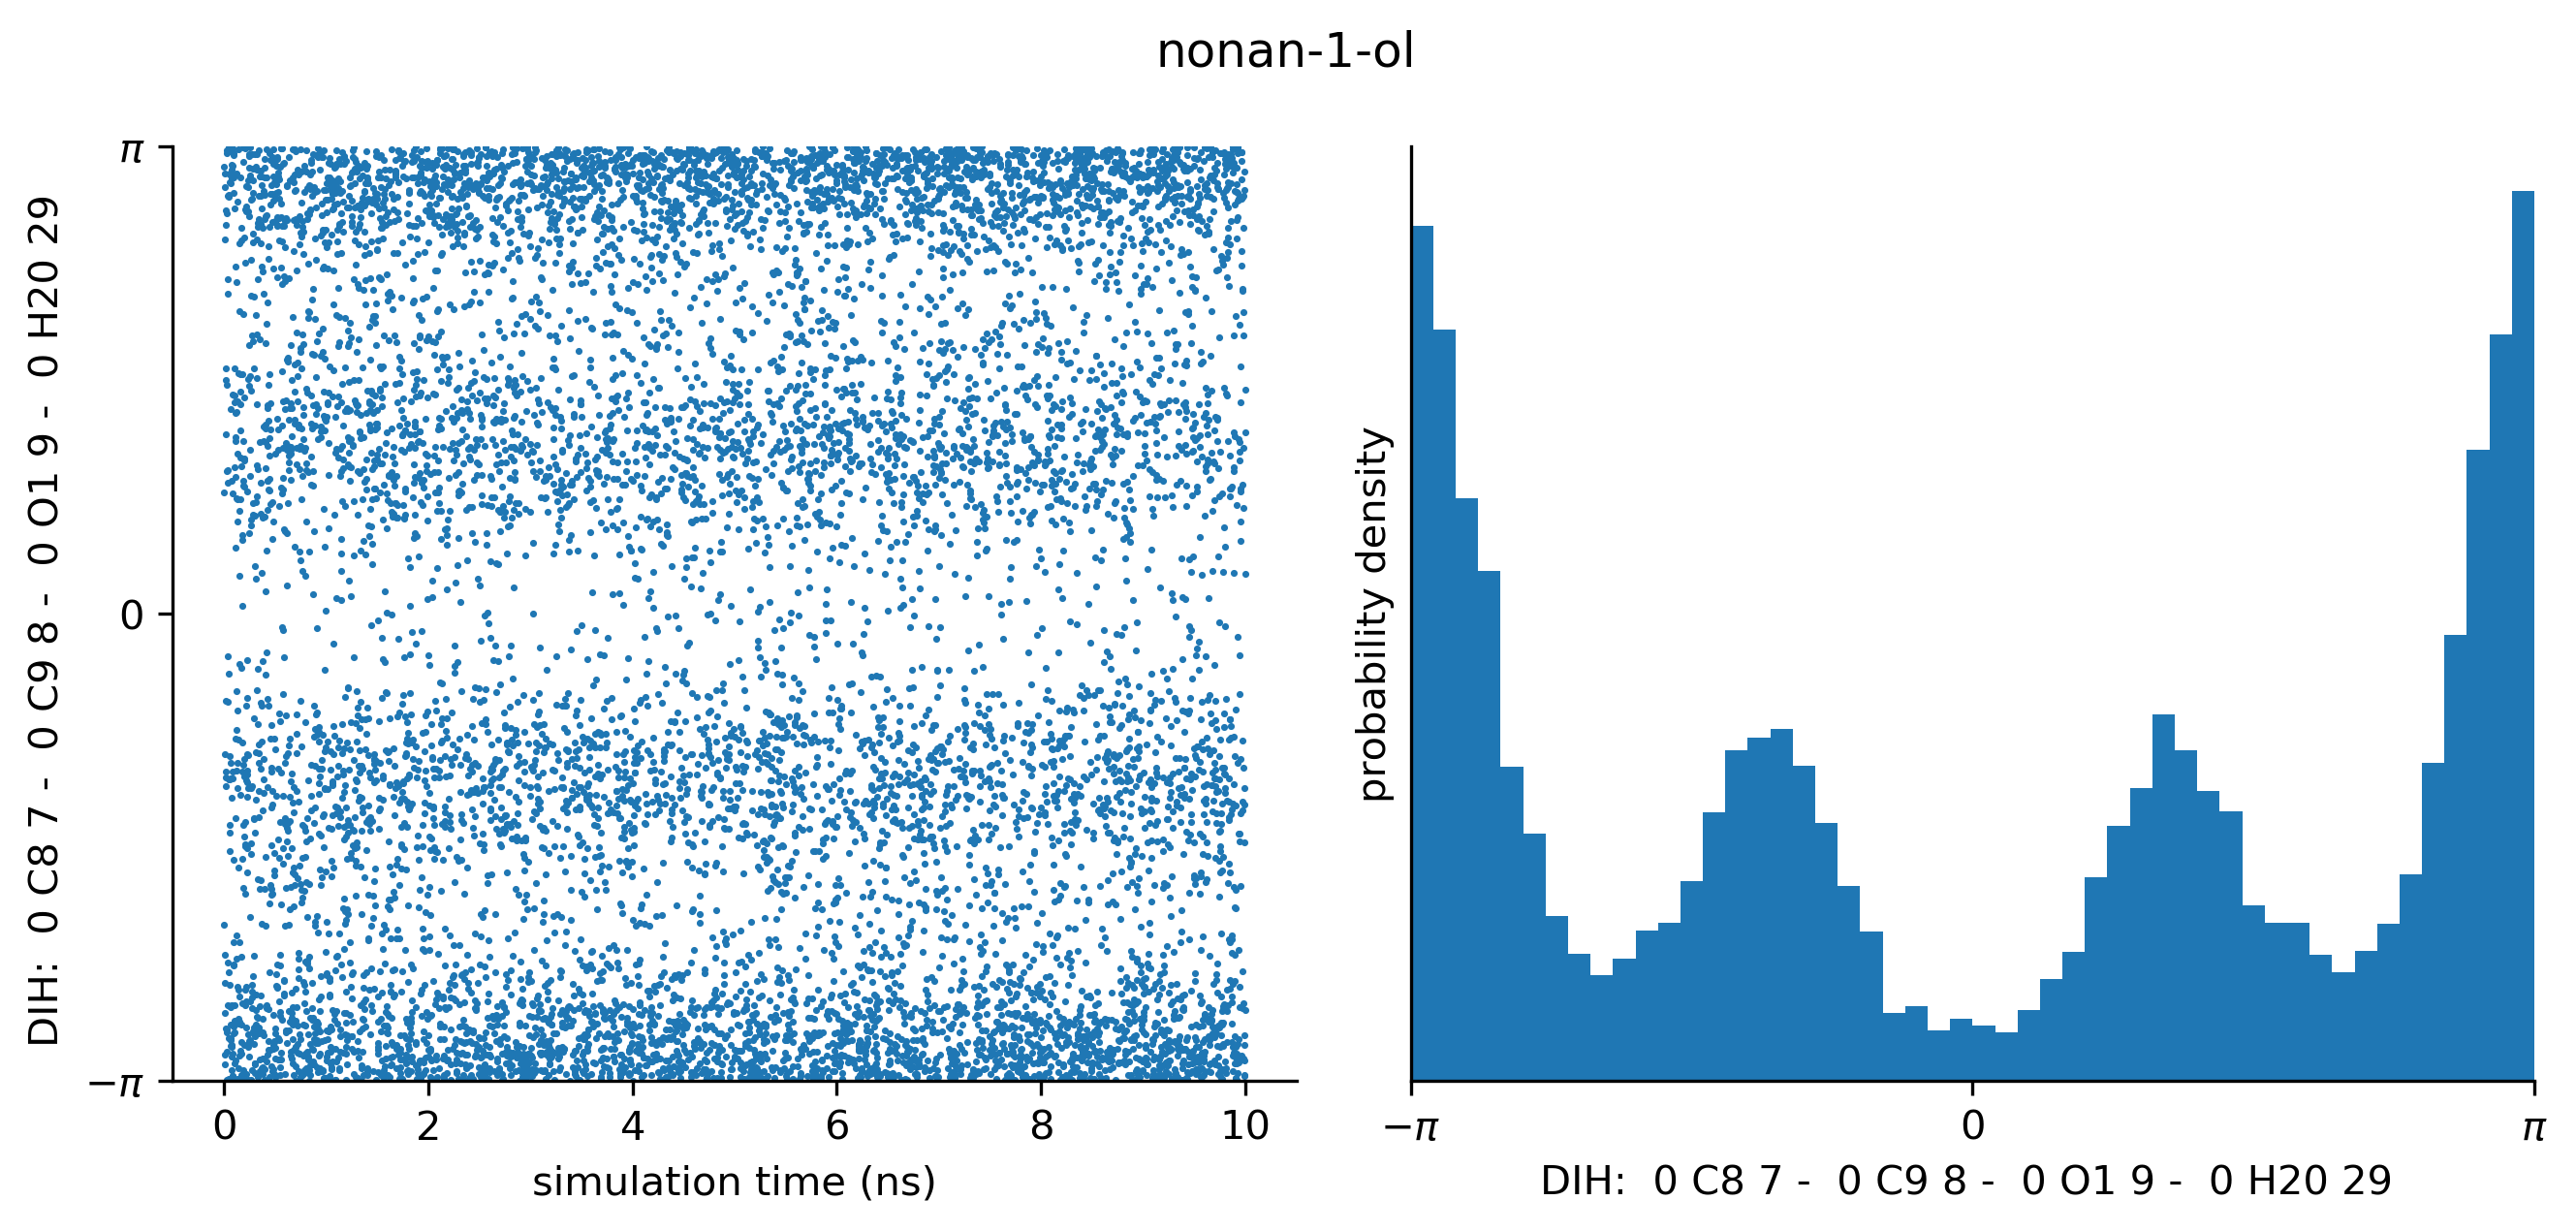 nonan-1-ol
DIH:  0 C8 7 -  0 C9 8 -  0 O1 9 -  0 H20 29
π
0
−π
0 2 4 6 8 10
simulation time (ns)
probability density
−π 0 π
DIH:  0 C8 7 -  0 C9 8 -  0 O1 9 -  0 H20 29